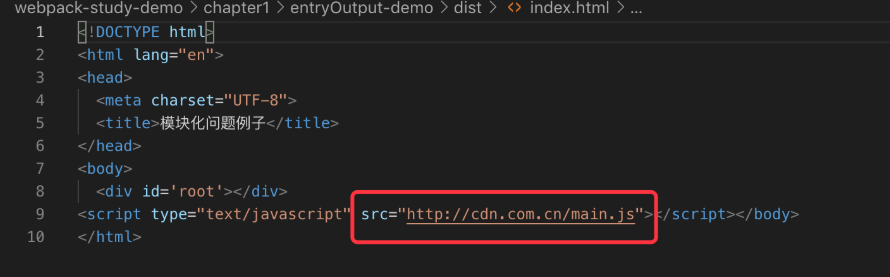 webpack-study-demo > chapter1 > entryOutput-demo > dist > <> index.html > ...
1 <!DOCTYPE html>
2 <html lang="en">
3 <head>
4 <meta charset="UTF-8">
5 <title>模块化问题例子</title>
6 </head>
7 <body>
8 <div id='root'></div>
9 <script type="text/javascript" src="http://cdn.com.cn/main.js"></script></body>
10 </html>